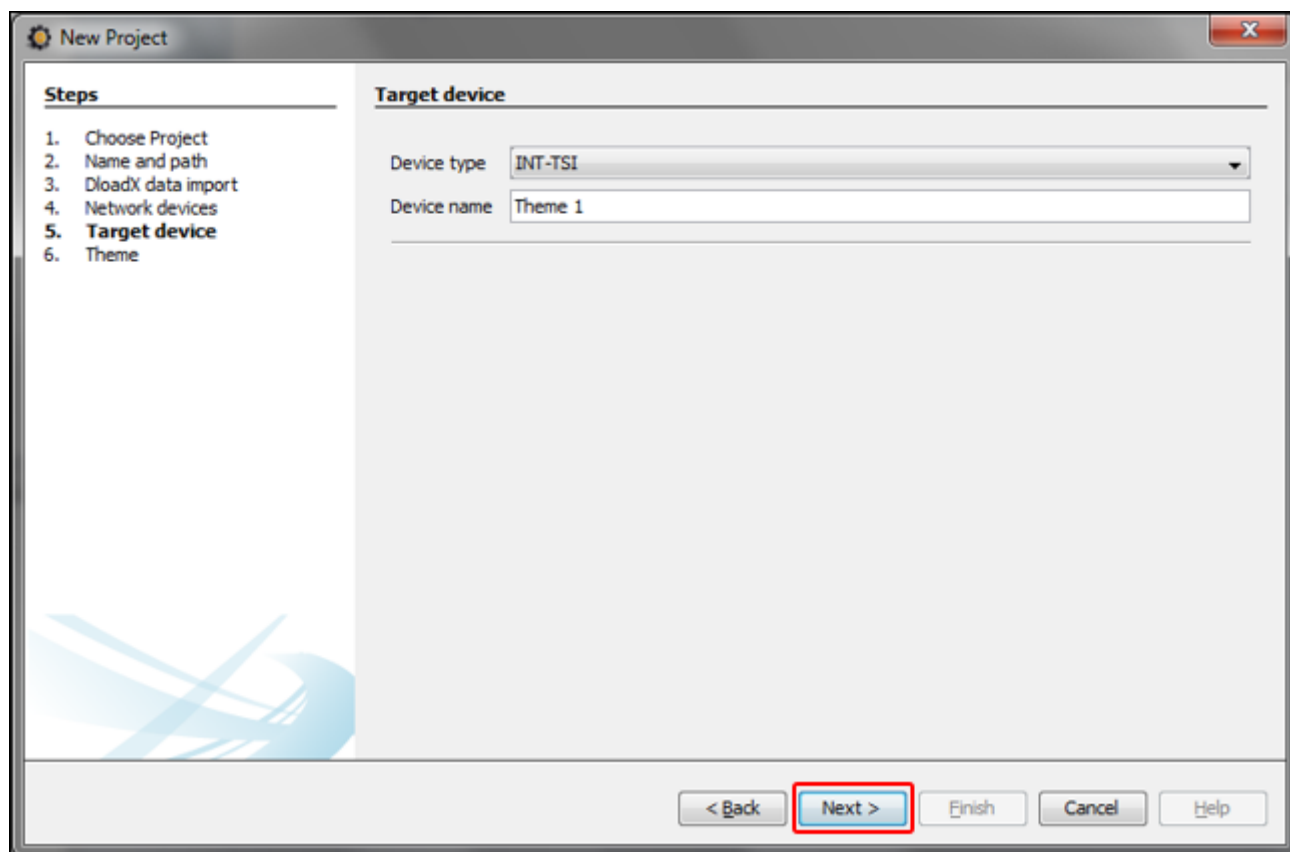 New Project
Steps
1. Choose Project
2. Name and path
3. DloadX data import
4. Network devices
5. Target device
6. Theme
Target device
Device type INT-TSI
Device name Theme 1
< Back Next > Finish Cancel Help